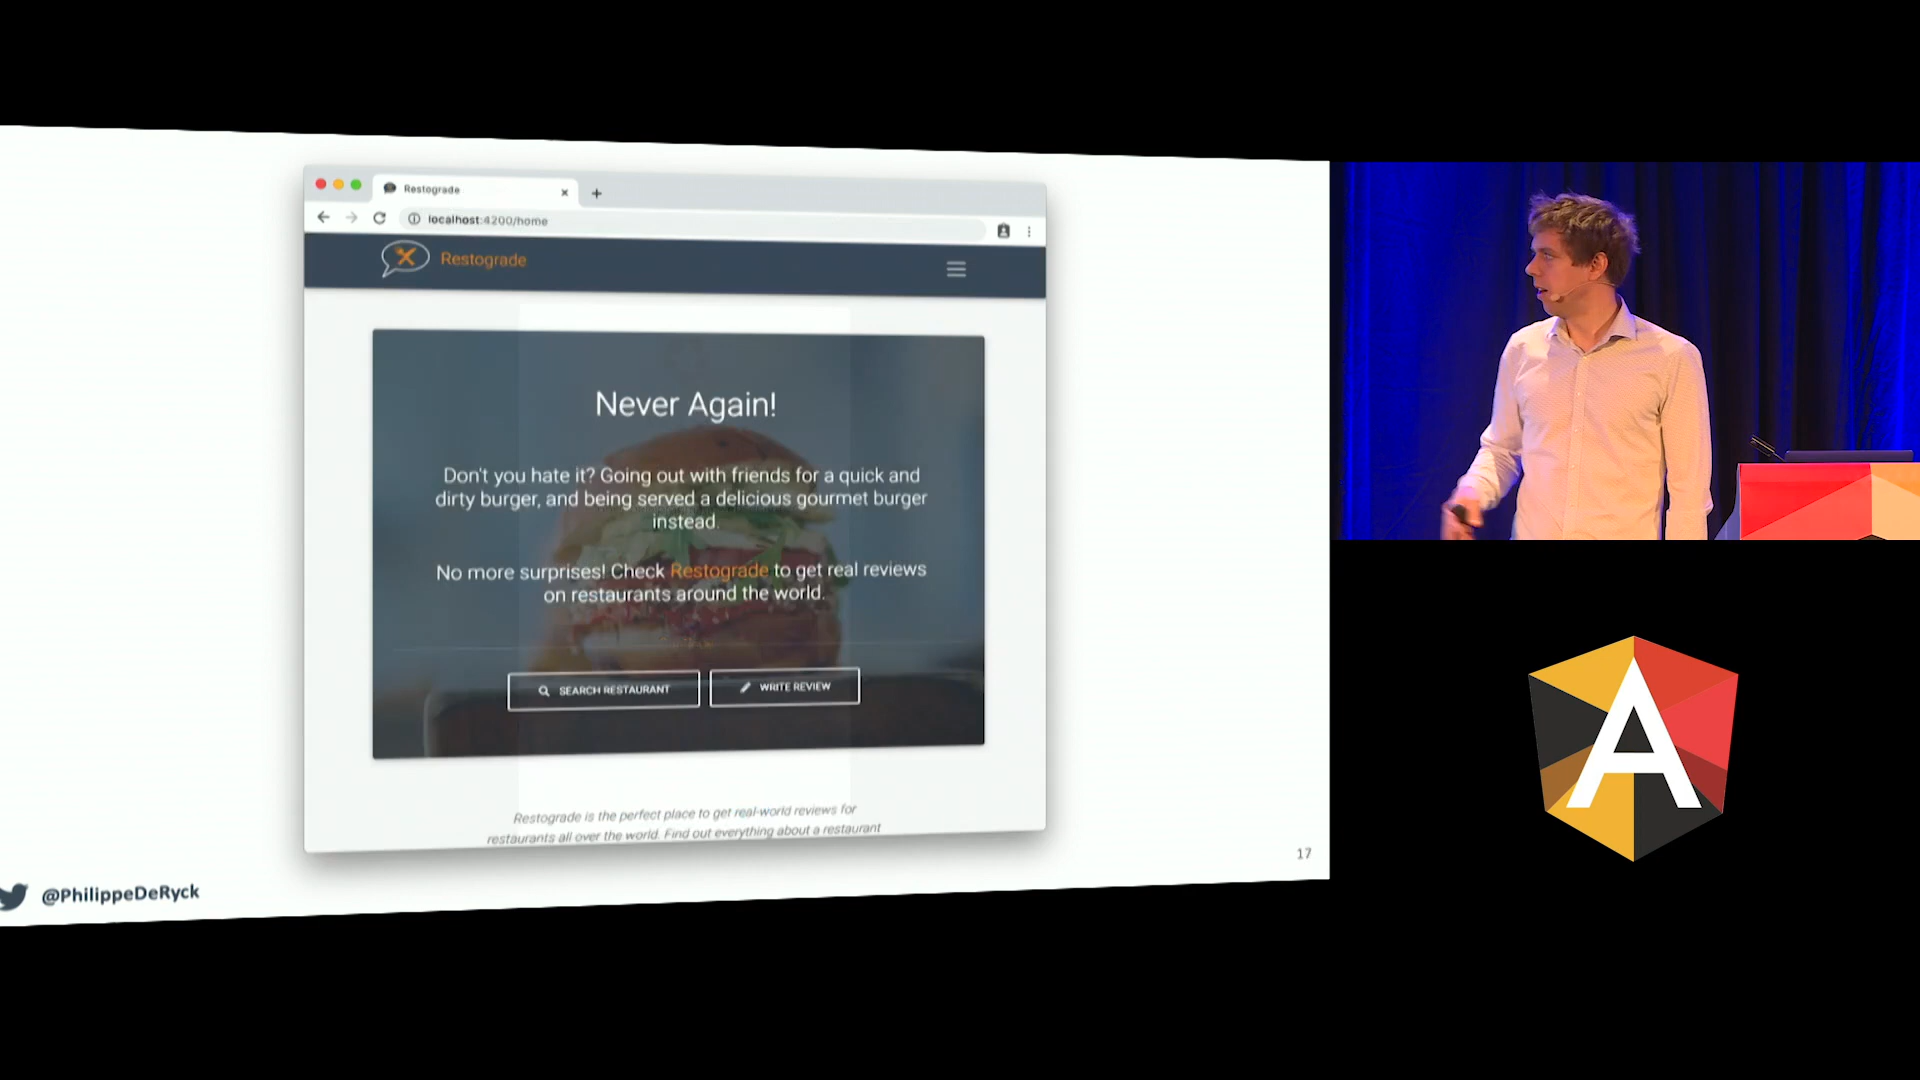 Restograde
localhost:4200/home
Restograde
Never Again!
Don't you hate it? Going out with friends for a quick and
dirty burger, and being served a delicious gourmet burger
instead.
No more surprises! Check Restograde to get real reviews
on restaurants around the world.
SEARCH RESTAURANT
WRITE REVIEW
Restograde is the perfect place to get real-world reviews for
restaurants all over the world. Find out everything about a restaurant
17
@PhilippeDeRyck
A